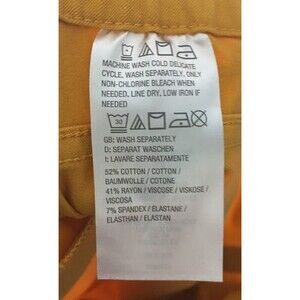 MACHINE WASH COLD DELICATE
CYCLE, WASH SEPARATELY, ONLY
NON-CHLORINE BLEACH WHEN
NEEDED, LINE DRY, LOW IRON IF
NEEDED
30
GB: WASH SEPARATELY
D: SEPARAT WASCHEN
I: LAVARE SEPARATAMENTE
52% COTTON / COTTON /
BAUMWOLLE / COTONE
41% RAYON / VISCOSE / VISKOSE /
VISCOSA
7% SPANDEX / ELASTANE /
ELASTHAN / ELASTAN